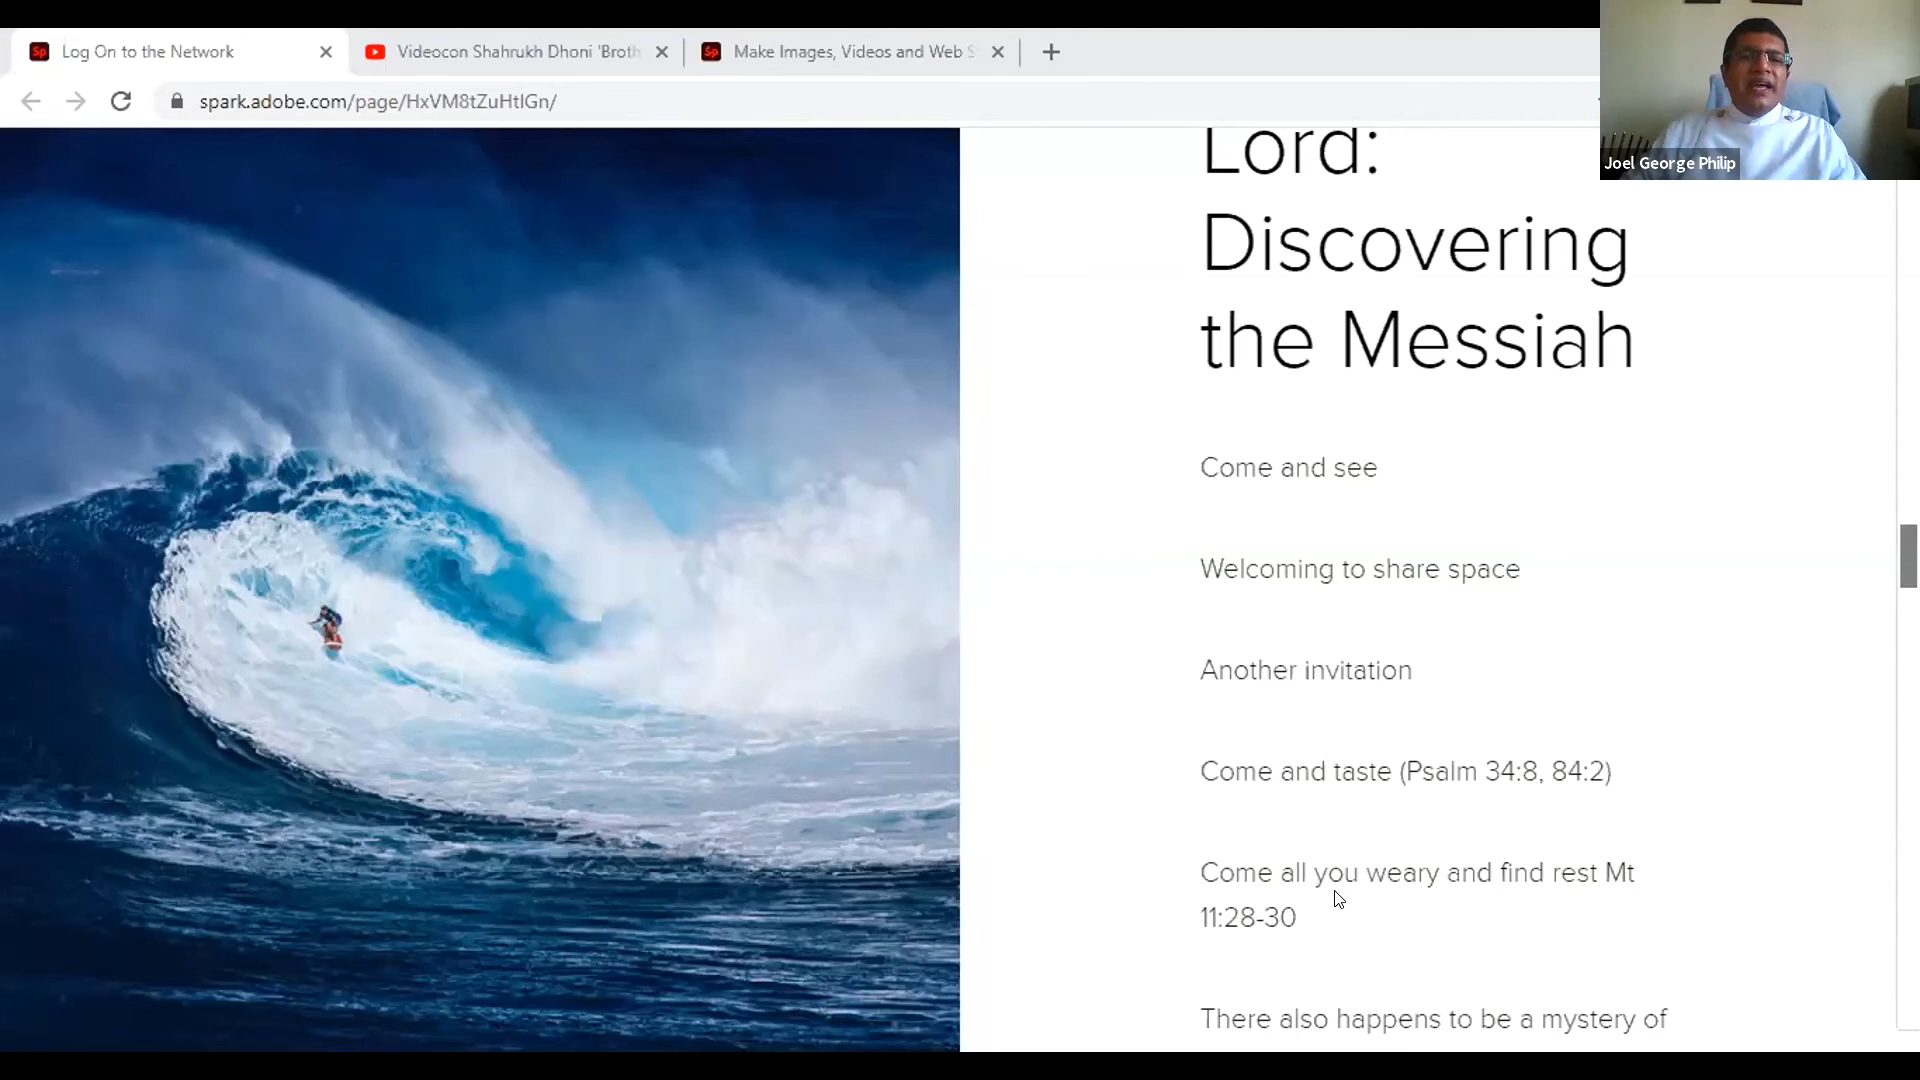 Log On to the Network
Videocon Shahrukh Dhoni 'Broth
Make Images, Videos and Web S
spark.adobe.com/page/HxVM8tZuHtlGn/
Joel George Philip
Lord:
Discovering
the Messiah
Come and see
Welcoming to share space
Another invitation
Come and taste (Psalm 34:8, 84:2)
Come all you weary and find rest Mt
11:28-30
There also happens to be a mystery of